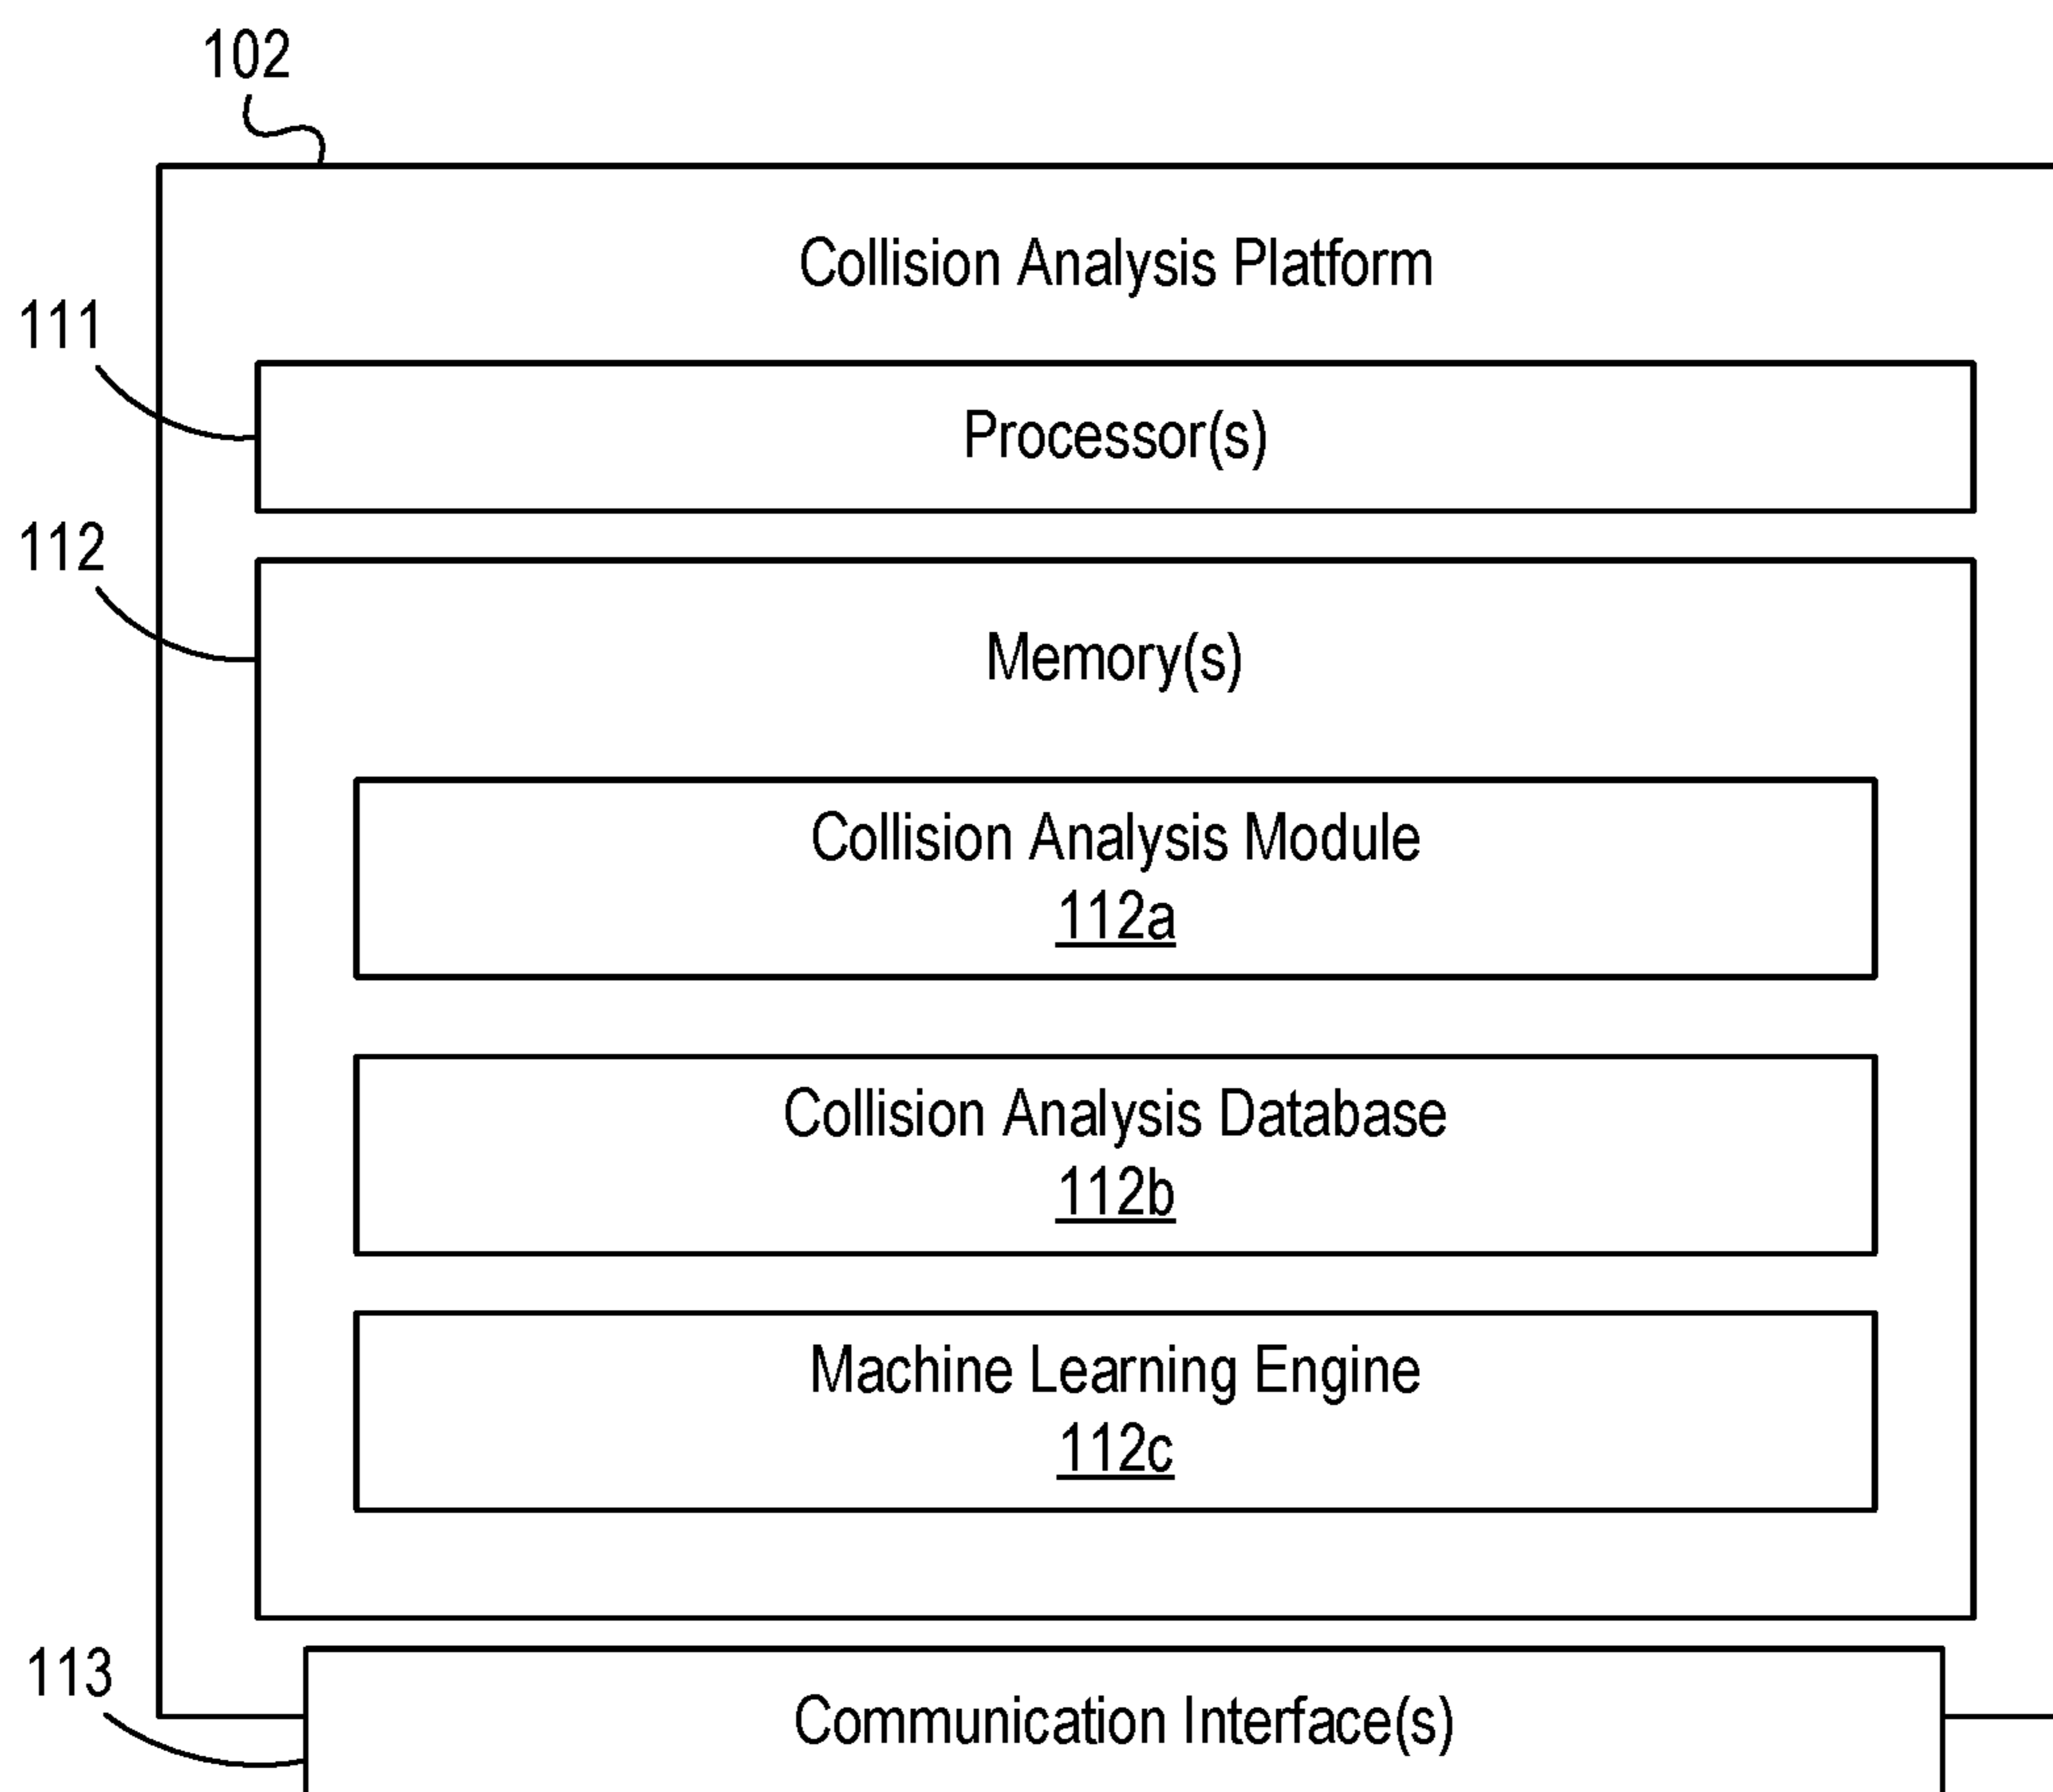 102
Collision Analysis Platform
111
Processor(s)
112
Memory(s)
Collision Analysis Module
112a
Collision Analysis Database
112b
Machine Learning Engine
112c
113
Communication Interface(s)